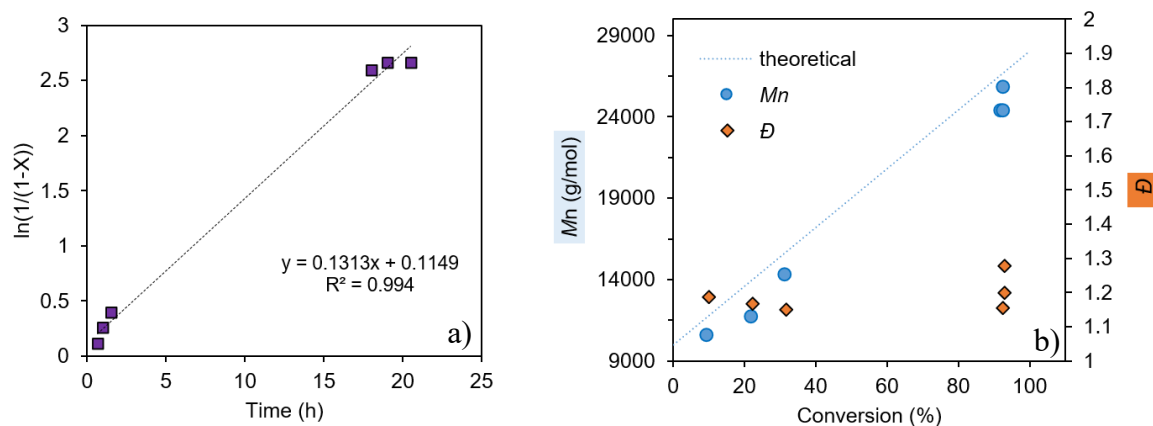 3
2.5
2
1.5
1
0.5
0
ln(1/(1-X))
y = 0.1313x + 0.1149
R² = 0.994
a)
0
5
10
15
20
25
Time (h)
29000
24000
19000
14000
9000
Mn (g/mol)
theoretical
Mn
Đ
b)
2
1.9
1.8
1.7
1.6
1.5
1.4
1.3
1.2
1.1
1
Đ
0
20
40
60
80
100
Conversion (%)